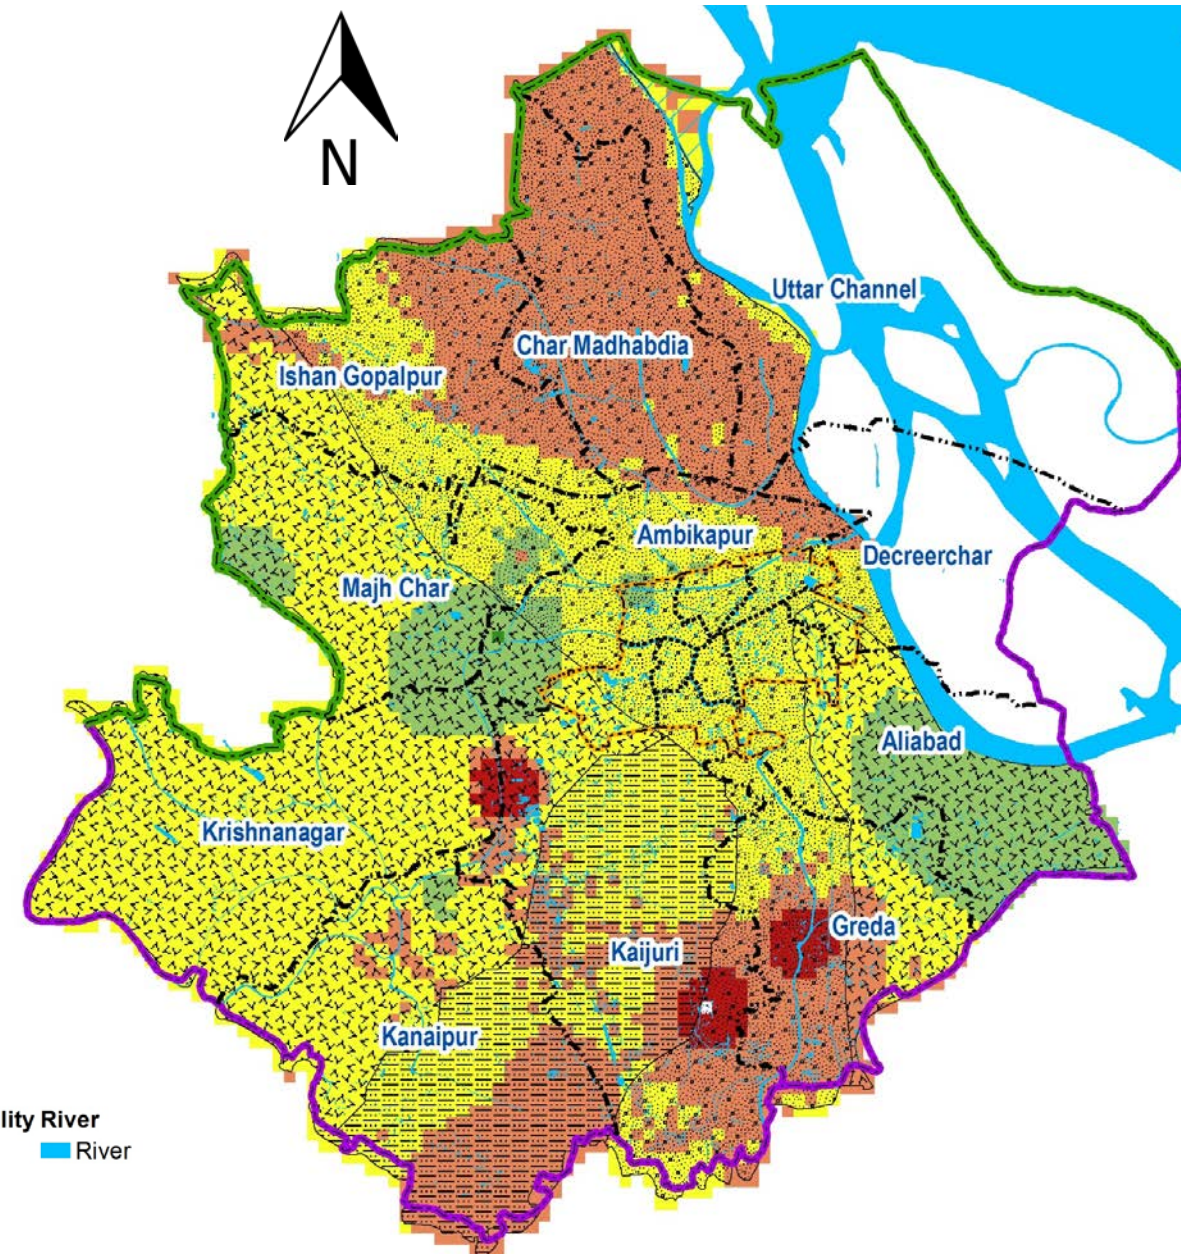 N
Uttar Channel
Char Madhabdia
Ishan Gopalpur
Ambikapur
Decreerchar
Majh Char
Aliabad
Krishnanagar
Greda
Kaijuri
Kanaipur
lity River
River